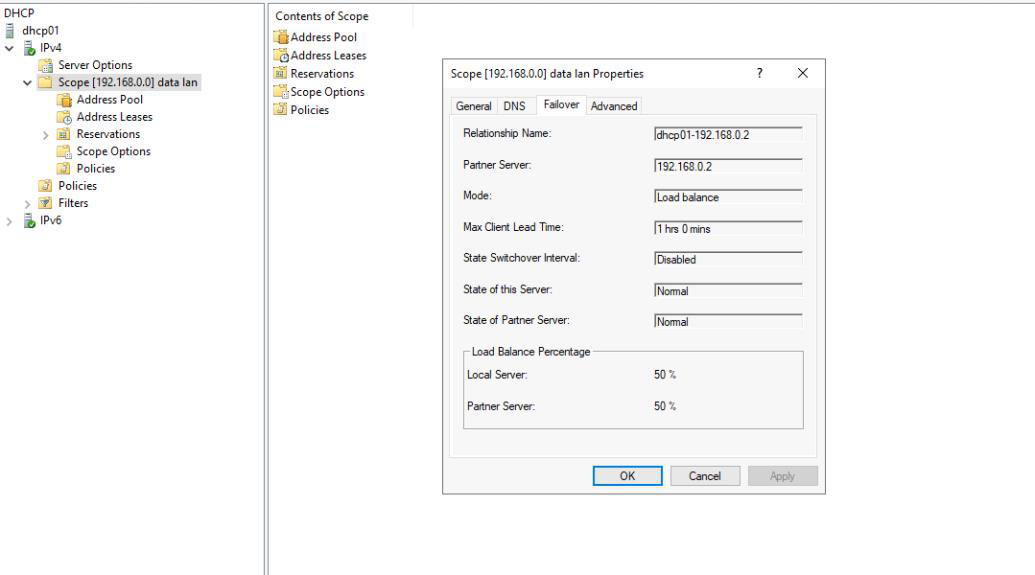 DHCP
dhcp01
IPv4
Server Options
Scope [192.168.0.0] data lan
Address Pool
Address Leases
Reservations
Scope Options
Policies
Policies
Filters
IPv6
Contents of Scope
Address Pool
Address Leases
Reservations
Scope Options
Policies
Scope [192.168.0.0] data lan Properties
? X
General DNS Failover Advanced
Relationship Name: dhcp01-192.168.0.2
Partner Server: 192.168.0.2
Mode: Load balance
Max Client Lead Time: 1 hrs 0 mins
State Switchover Interval: Disabled
State of this Server: Normal
State of Partner Server: Normal
Load Balance Percentage
Local Server: 50 %
Partner Server: 50 %
OK Cancel Apply